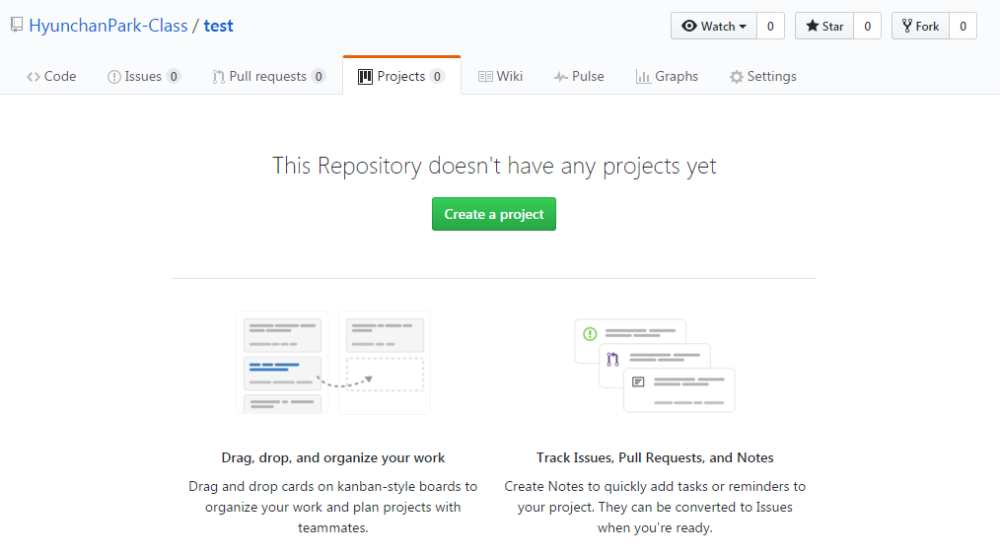 HyunchanPark-Class / test
Watch 0 Star 0 Fork 0
Code Issues 0 Pull requests 0 Projects 0 Wiki Pulse Graphs Settings
This Repository doesn't have any projects yet
Create a project
Drag, drop, and organize your work
Drag and drop cards on kanban-style boards to
organize your work and plan projects with
teammates.
Track Issues, Pull Requests, and Notes
Create Notes to quickly add tasks or reminders to
your project. They can be converted to Issues
when you're ready.